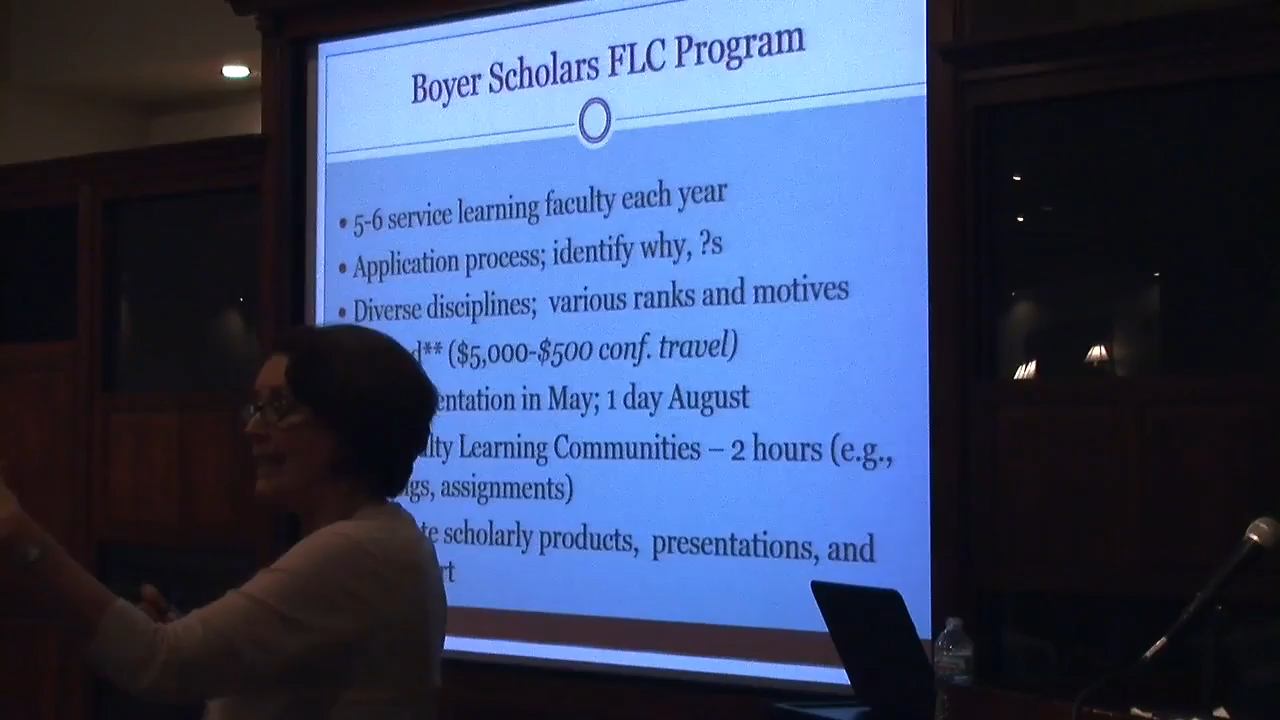 Boyer Scholars FLC Program
• 5-6 service learning faculty each year
• Application process; identify why, ?s
• Diverse disciplines; various ranks and motives
($5,000-$500 conf. travel)
in May; 1 day August
Learning Communities – 2 hours (e.g.,
assignments)
scholarly products, presentations, and